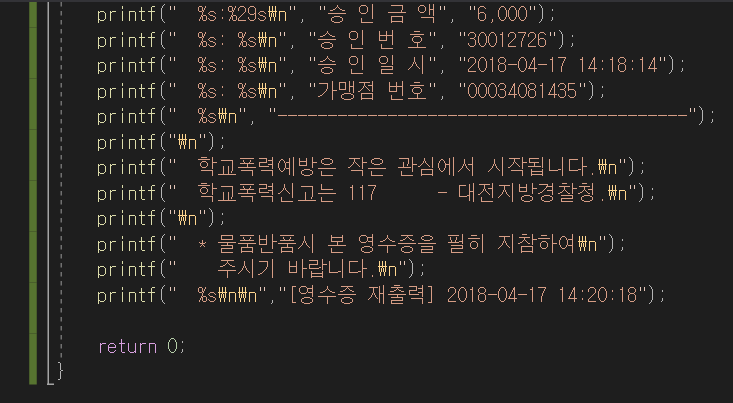 printf("  %s:%29s₩n", "승 인 금 액", "6,000");
printf("  %s: %s₩n", "승 인 번 호", "30012726");
printf("  %s: %s₩n", "승 인 일 시", "2018-04-17 14:18:14");
printf("  %s: %s₩n", "가맹점 번호", "00034081435");
printf("  %s₩n", "-----------------------------------------");
printf("₩n");
printf("  학교폭력예방은 작은 관심에서 시작됩니다.₩n");
printf("  학교폭력신고는 117      - 대전지방경찰청.₩n");
printf("₩n");
printf("  * 물품반품시 본 영수증을 필히 지참하여₩n");
printf("    주시기 바랍니다.₩n");
printf("  %s₩n₩n","[영수증 재출력] 2018-04-17 14:20:18");
return 0;
}